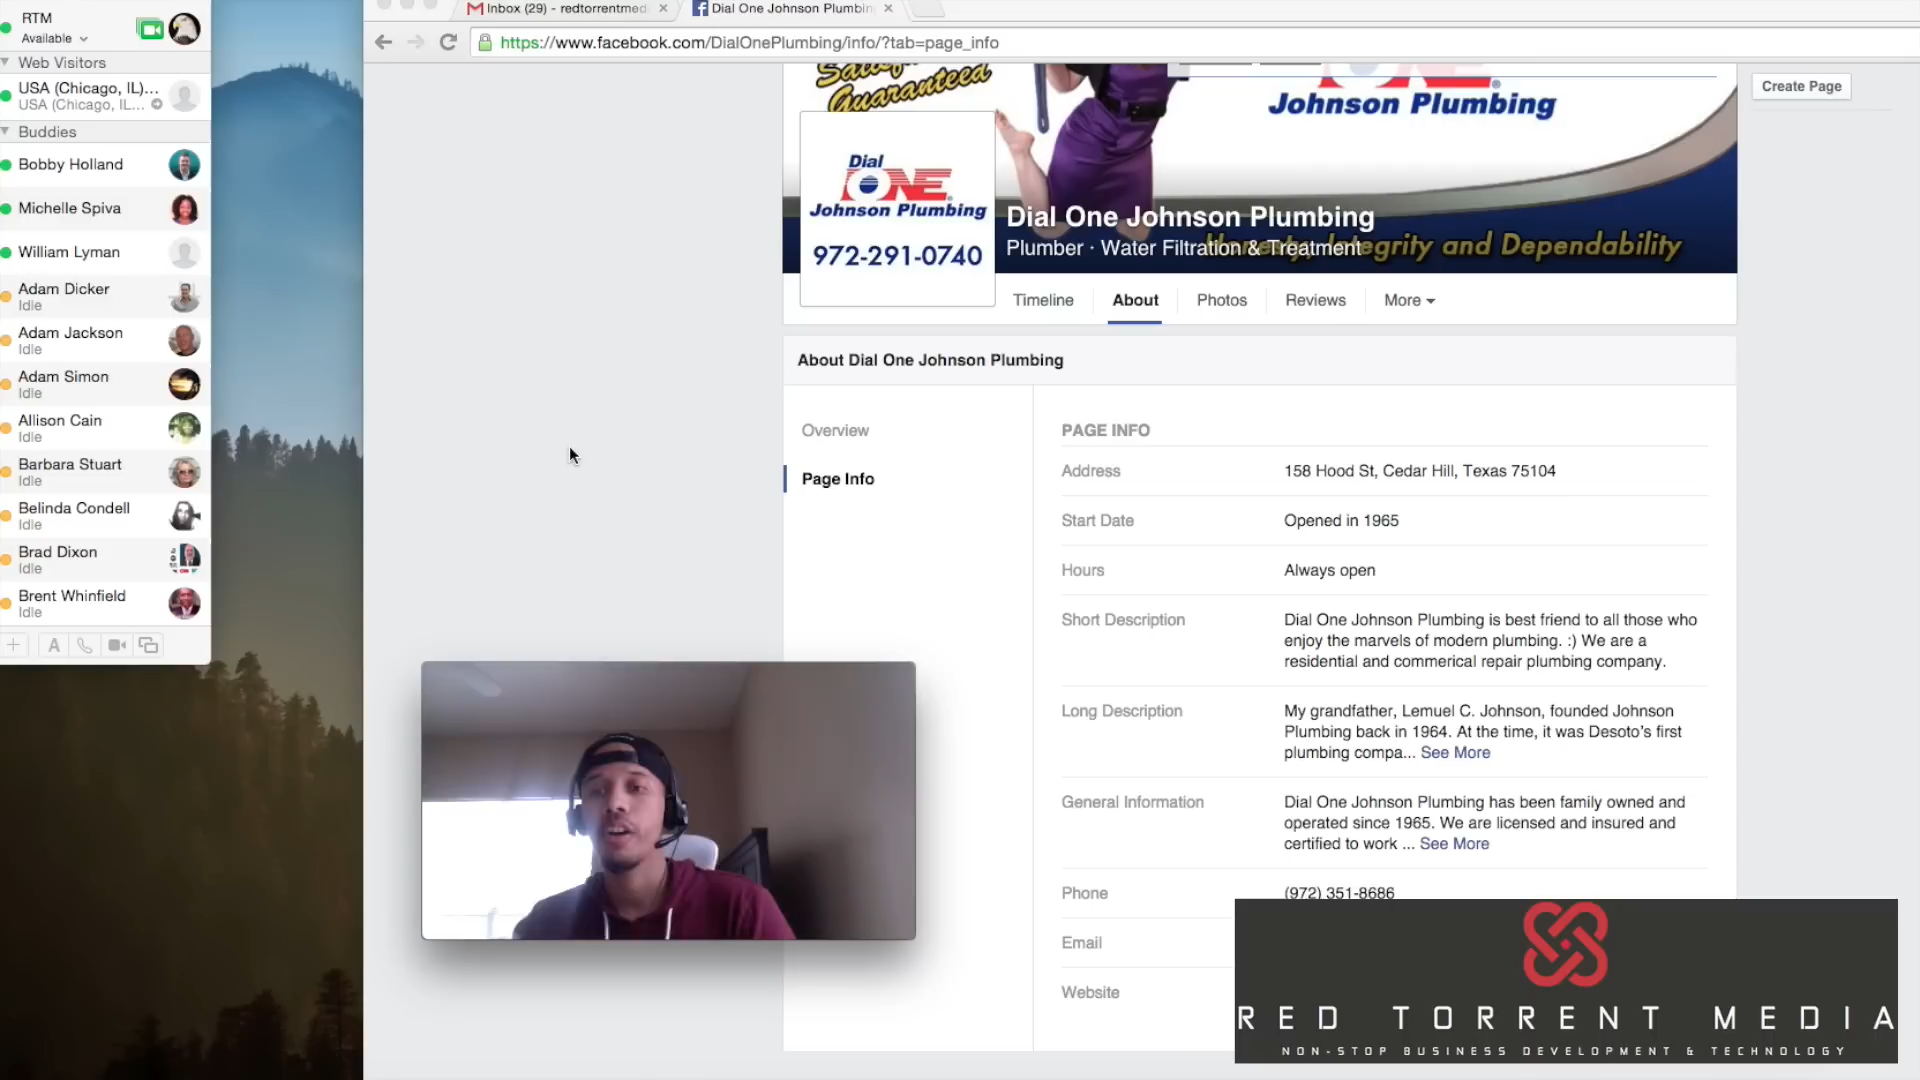 RTM
Available
Web Visitors
USA (Chicago, IL)...
USA (Chicago, IL...
Buddies
Bobby Holland
Michelle Spiva
William Lyman
Adam Dicker
Idle
Adam Jackson
Idle
Adam Simon
Idle
Allison Cain
Idle
Barbara Stuart
Idle
Belinda Condell
Idle
Brad Dixon
Idle
Brent Whinfield
Idle
A
Inbox (29) - redtorrentmed
Dial One Johnson Plumbin
https://www.facebook.com/DialOnePlumbing/info/?tab=page_info
Create Page
Guaranteed
Johnson Plumbing
Dial
ONE
Johnson Plumbing
972-291-0740
Dial One Johnson Plumbing
Plumber · Water Filtration & Treatment
Integrity and Dependability
Timeline
About
Photos
Reviews
More
About Dial One Johnson Plumbing
Overview
Page Info
PAGE INFO
Address 158 Hood St, Cedar Hill, Texas 75104
Start Date Opened in 1965
Hours Always open
Short Description Dial One Johnson Plumbing is best friend to all those who
enjoy the marvels of modern plumbing. :) We are a
residential and commerical repair plumbing company.
Long Description My grandfather, Lemuel C. Johnson, founded Johnson
Plumbing back in 1964. At the time, it was Desoto's first
plumbing compa... See More
General Information Dial One Johnson Plumbing has been family owned and
operated since 1965. We are licensed and insured and
certified to work ... See More
Phone (972) 351-8686
Email
Website
RED TORRENT MEDIA
NON-STOP BUSINESS DEVELOPMENT & TECHNOLOGY